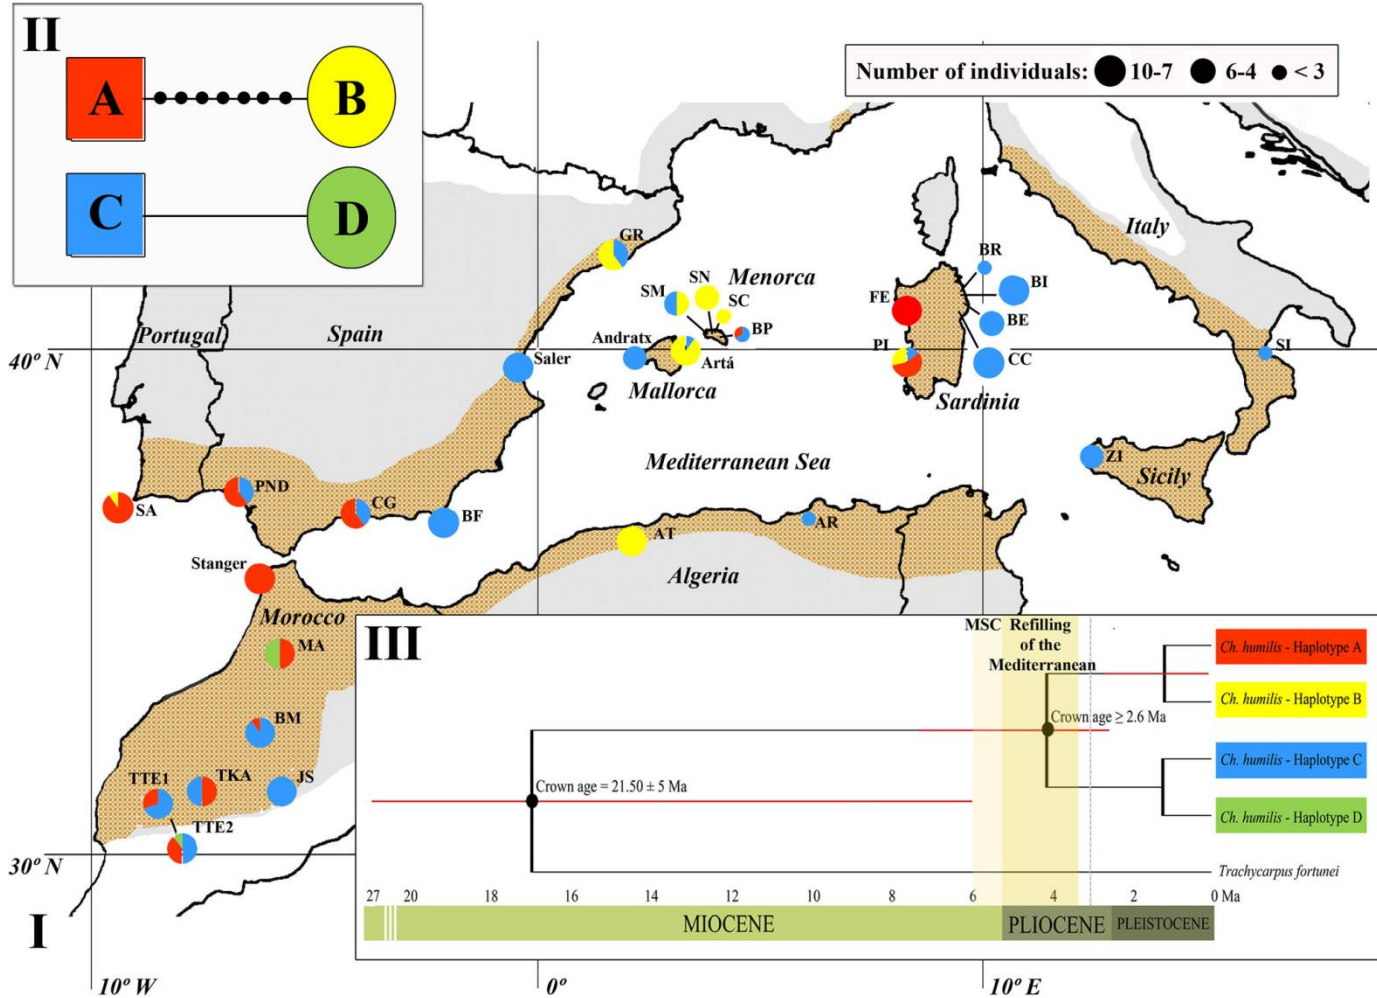 II
A
B
C
D
Number of individuals: 10-7 6-4 < 3
Italy
GR
BR
SN
Menorca
SM
SC
BI
FE
BP
BE
Portugal
Spain
Andratx
40º N
Saler
PI
CC
SI
Artá
Mallorca
Sardinia
Mediterranean Sea
ZI
Sicily
PND
SA
CG
BF
AT
AR
Stanger
Algeria
Morocco
MA
BM
TTE1
TKA
JS
TTE2
30º N
I
10º W
0º
10º E
III
MSC Refilling
of the
Mediterranean
Ch. humilis - Haplotype A
Ch. humilis - Haplotype B
Crown age ≥ 2.6 Ma
Ch. humilis - Haplotype C
Crown age = 21.50 ± 5 Ma
Ch. humilis - Haplotype D
Trachycarpus fortunei
27 20 18 16 14 12 10 8 6 4 2 0 Ma
MIOCENE PLIOCENE PLEISTOCENE